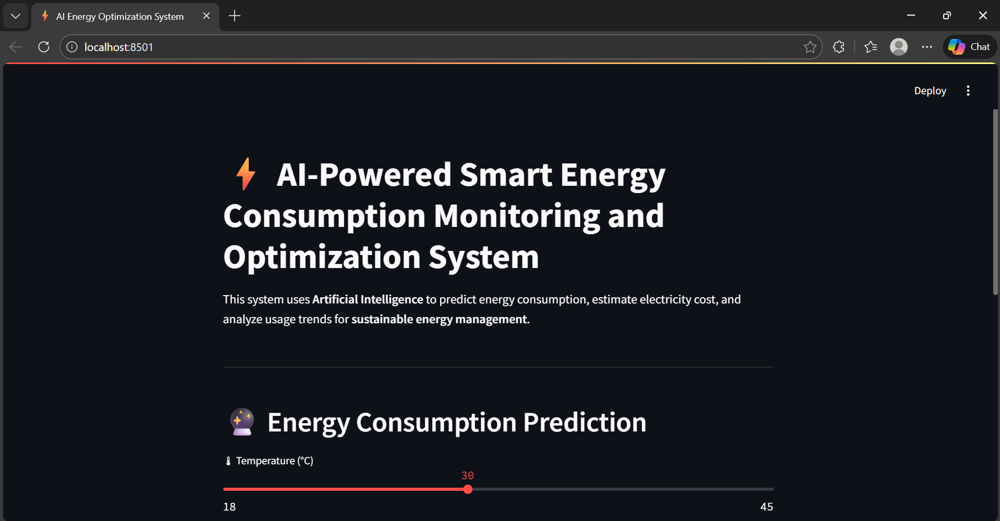 AI Energy Optimization System
localhost:8501
Chat
Deploy
AI-Powered Smart Energy
Consumption Monitoring and
Optimization System
This system uses Artificial Intelligence to predict energy consumption, estimate electricity cost, and
analyze usage trends for sustainable energy management.
Energy Consumption Prediction
Temperature (°C)
30
18 45